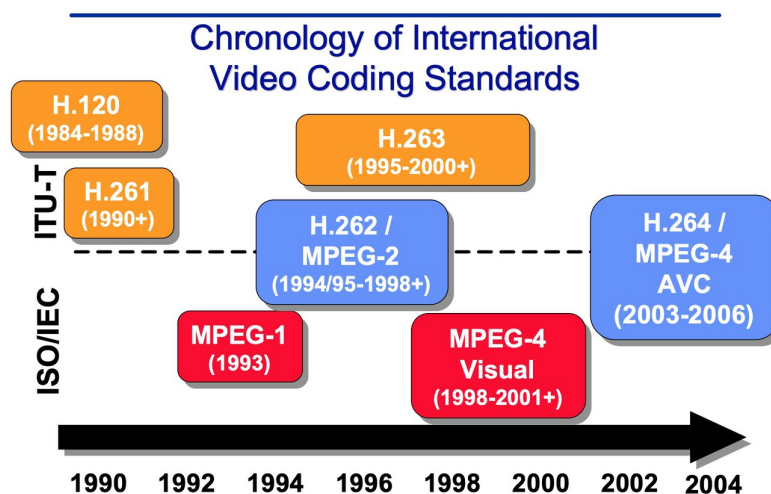 Chronology of International
Video Coding Standards
H.120
(1984-1988)
H.263
(1995-2000+)
H.261
(1990+)
ITU-T
H.262 /
MPEG-2
(1994/95-1998+)
H.264 /
MPEG-4
AVC
(2003-2006)
ISO/IEC
MPEG-1
(1993)
MPEG-4
Visual
(1998-2001+)
1990 1992 1994 1996 1998 2000 2002 2004